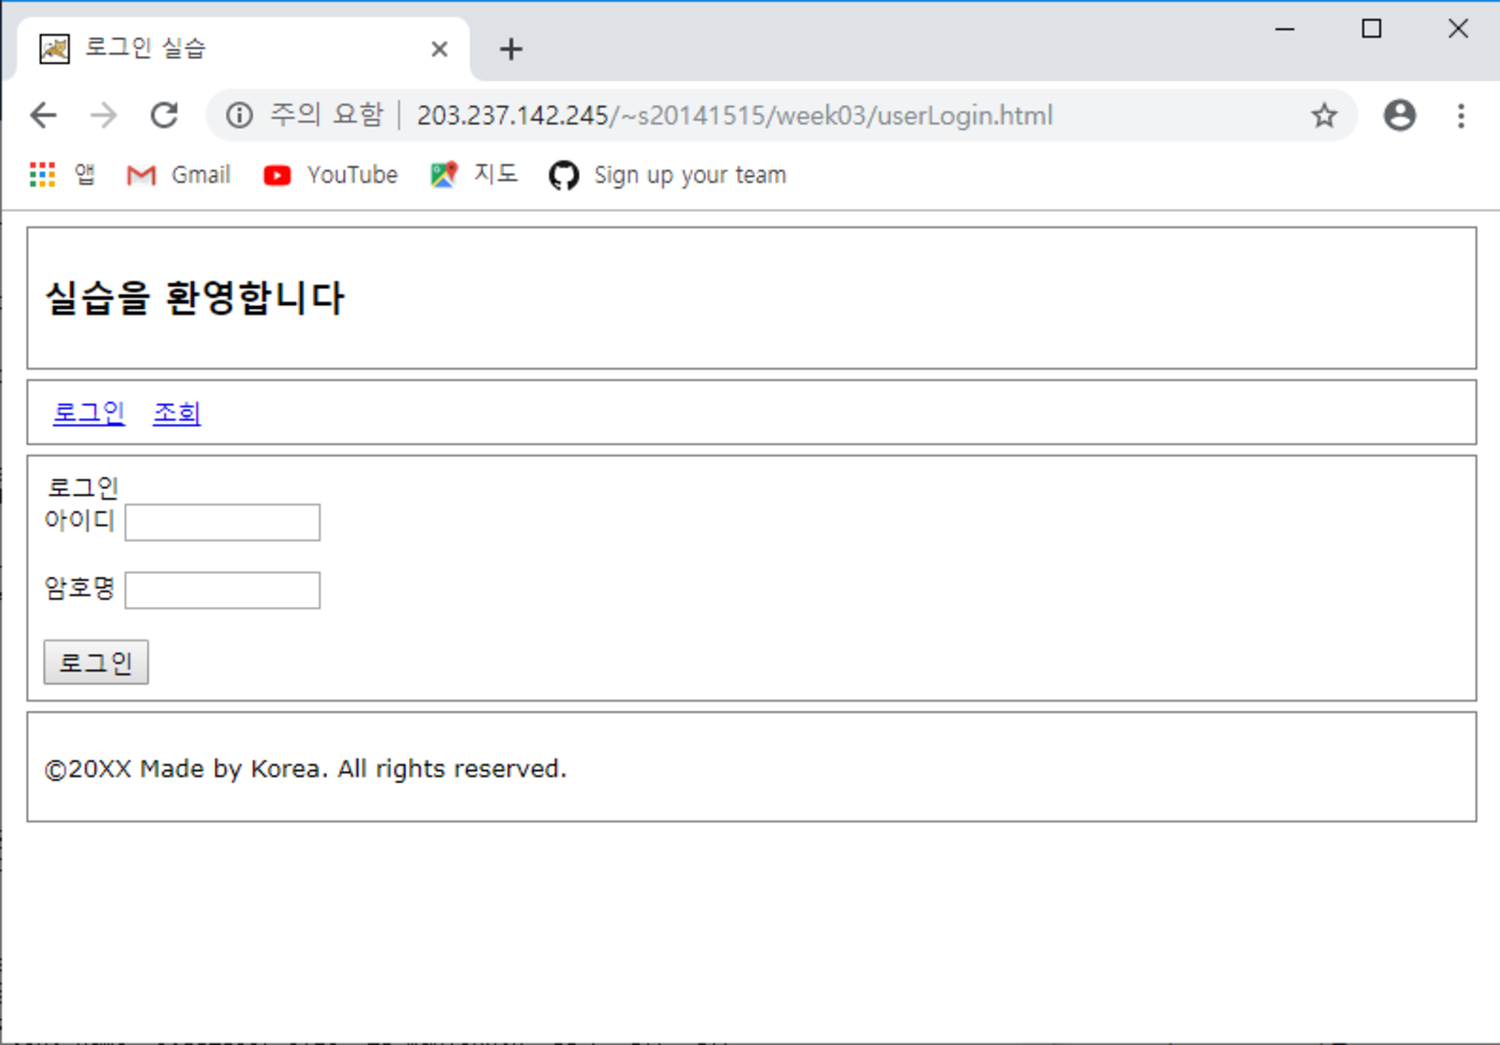 로그인 실습
주의 요함 | 203.237.142.245/~s20141515/week03/userLogin.html
앱 Gmail YouTube 지도 Sign up your team
실습을 환영합니다
로그인 조회
로그인
아이디
암호명
로그인
©20XX Made by Korea. All rights reserved.